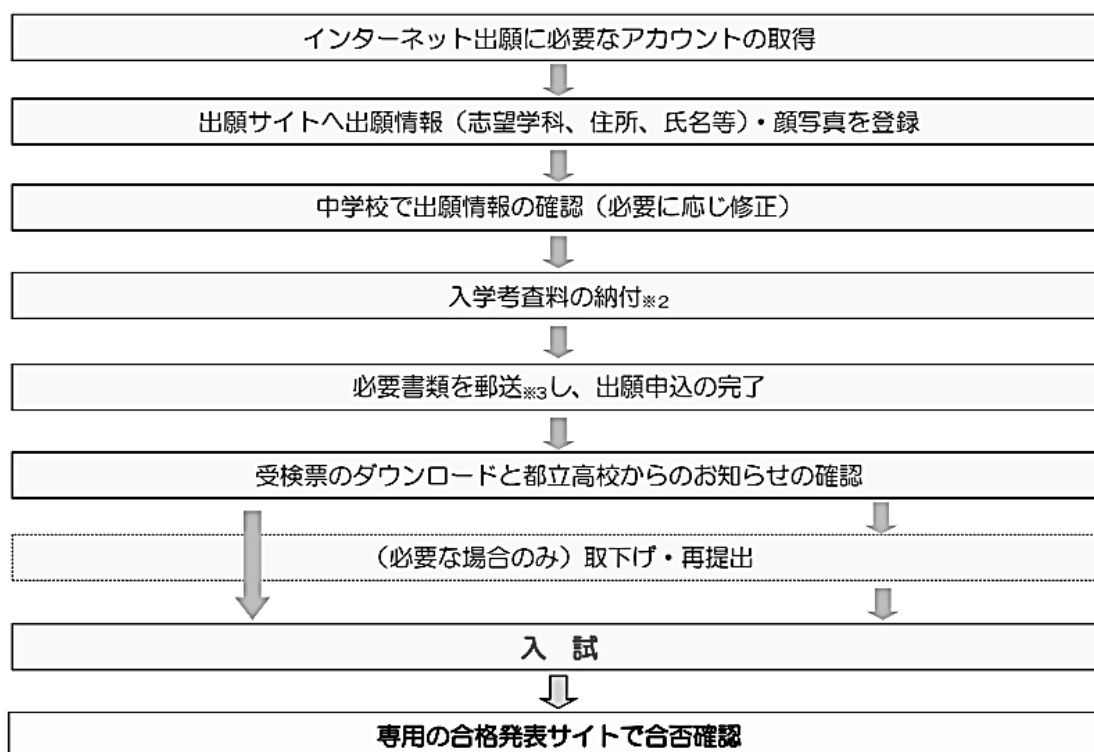 インターネット出願に必要なアカウントの取得
出願サイトへ出願情報（志望学科、住所、氏名等）・顔写真を登録
中学校で出願情報の確認（必要に応じ修正）
入学考査料の納付※2
必要書類を郵送※3し、出願申込の完了
受検票のダウンロードと都立高校からのお知らせの確認
（必要な場合のみ）取下げ・再提出
入　試
専用の合格発表サイトで合否確認